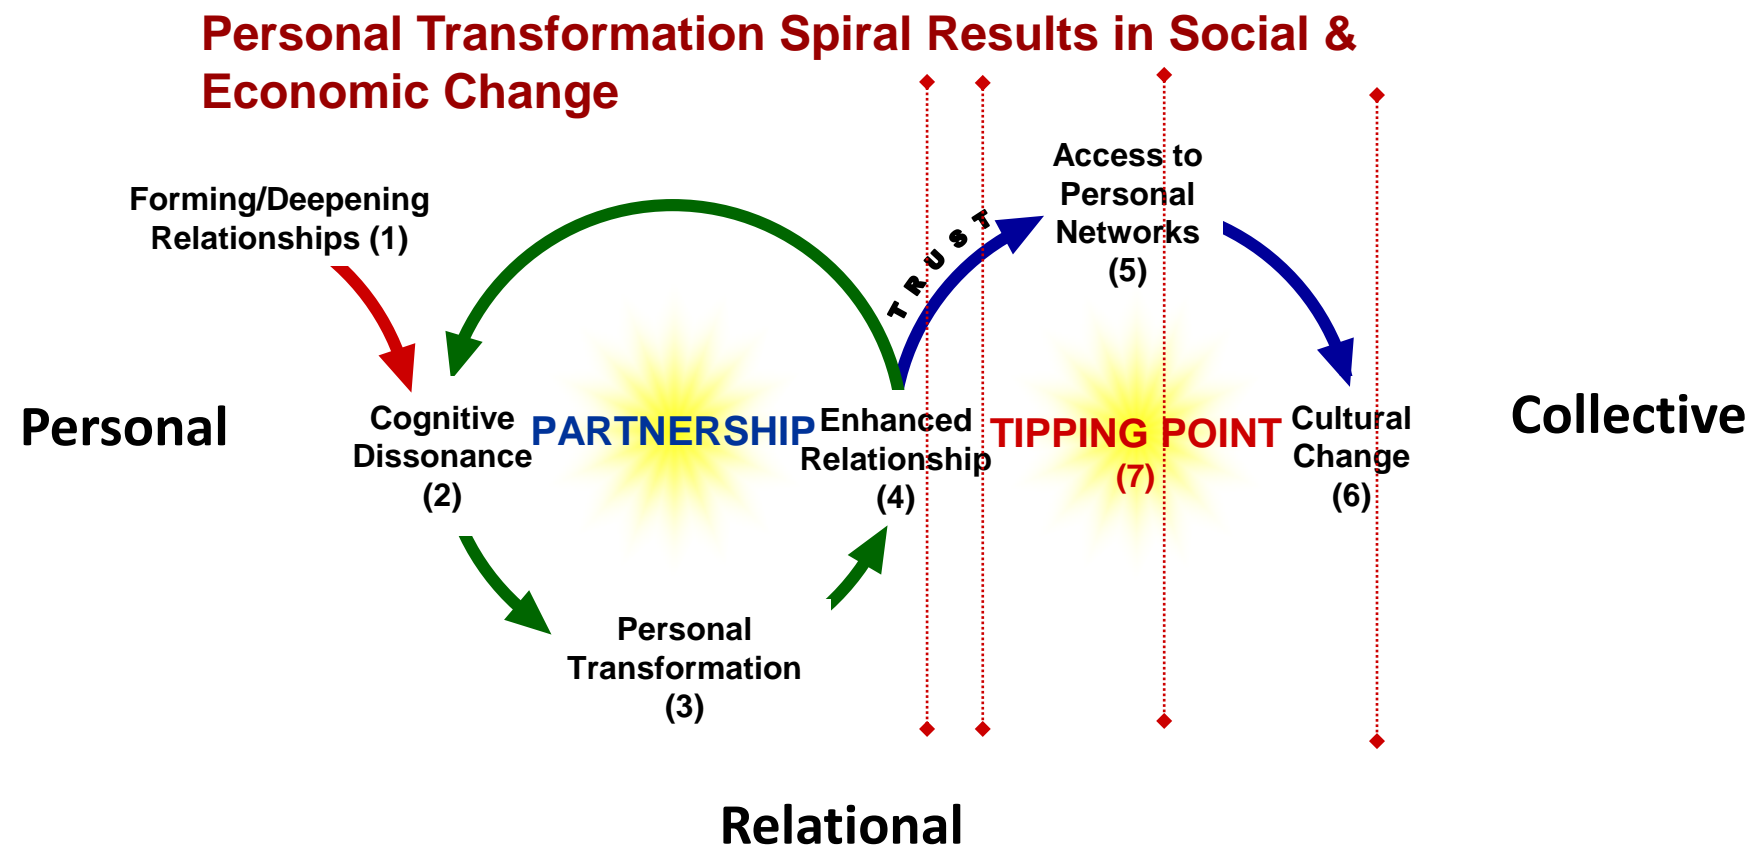 Personal Transformation Spiral Results in Social &
Economic Change
Forming/Deepening
Relationships (1)
Access to
Personal
Networks
(5)
TRUST
Personal
Cognitive
Dissonance
(2)
PARTNERSHIP
Enhanced
Relationship
(4)
TIPPING POINT
(7)
Cultural
Change
(6)
Collective
Personal
Transformation
(3)
Relational